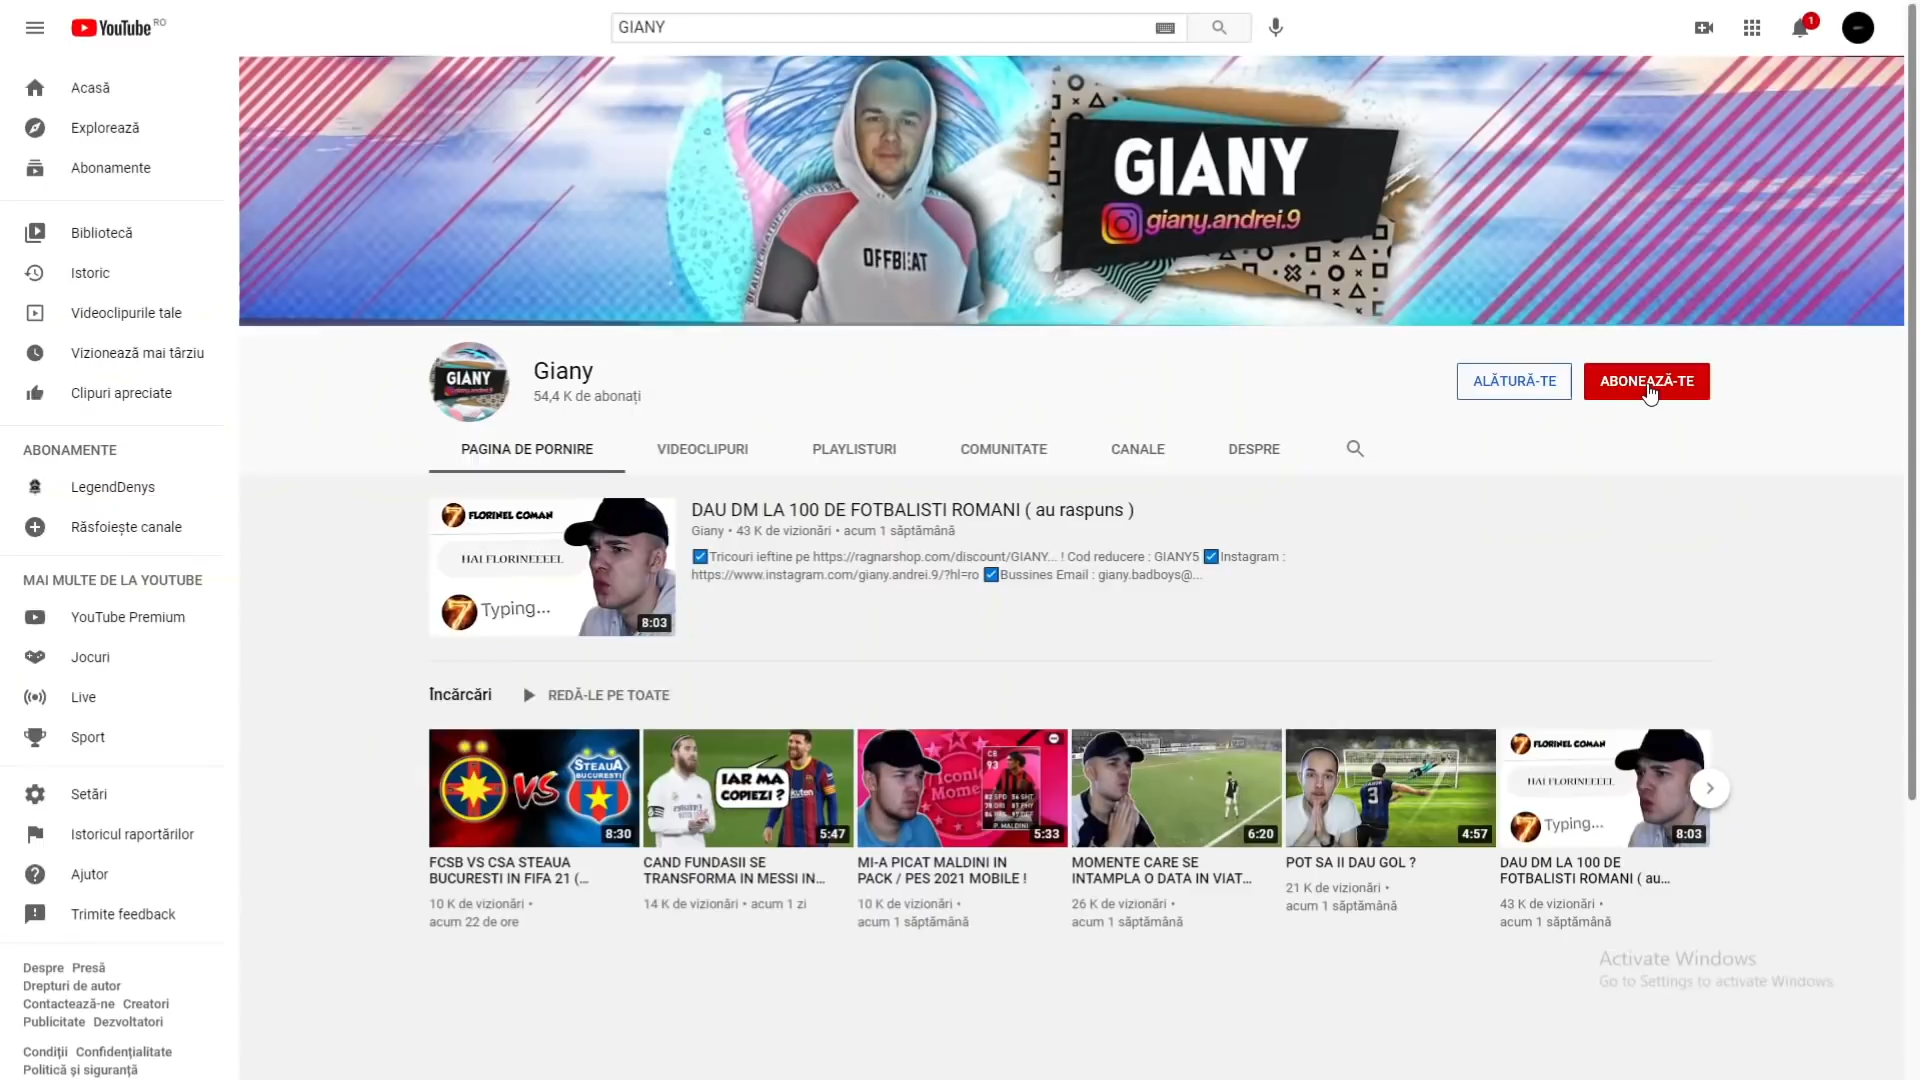 YouTube RO
GIANY
1
Acasă
Explorează
Abonamente
Bibliotecă
Istoric
Videoclipurile tale
Vizionează mai târziu
Clipuri apreciate
ABONAMENTE
LegendDenys
Răsfoiește canale
MAI MULTE DE LA YOUTUBE
YouTube Premium
Jocuri
Live
Sport
Setări
Istoricul raportărilor
Ajutor
Trimite feedback
Despre Presă
Drepturi de autor
Contactează-ne Creatori
Publicitate Dezvoltatori
Condiții Confidențialitate
Politică și siguranță
OFFBEAT
GIANY
giany.andrei.9
GIANY
Giany
54,4 K de abonați
ALĂTURĂ-TE
ABONEAZĂ-TE
PAGINA DE PORNIRE
VIDEOCLIPURI
PLAYLISTURI
COMUNITATE
CANALE
DESPRE
FLORINEL COMAN
HAI FLORINEEEEL
Typing...
8:03
DAU DM LA 100 DE FOTBALISTI ROMANI ( au raspuns )
Giany • 43 K de vizionări • acum 1 săptămână
Tricouri ieftine pe https://ragnarshop.com/discount/GIANY... ! Cod reducere : GIANY5 Instagram :
https://www.instagram.com/giany.andrei.9/?hl=ro Bussines Email : giany.badboys@...
Încărcări
REDĂ-LE PE TOATE
VS
STEAUA
BUCURESTI
8:30
FCSB VS CSA STEAUA
BUCURESTI IN FIFA 21 (...
10 K de vizionări •
acum 22 de ore
IAR MA
COPIEZI ?
5:47
CAND FUNDASII SE
TRANSFORMA IN MESSI IN...
14 K de vizionări • acum 1 zi
CB
93
P. MALDINI
5:33
MI-A PICAT MALDINI IN
PACK / PES 2021 MOBILE !
10 K de vizionări •
acum 1 săptămână
6:20
MOMENTE CARE SE
INTAMPLA O DATA IN VIAT...
26 K de vizionări •
acum 1 săptămână
3
4:57
POT SA II DAU GOL ?
21 K de vizionări •
acum 1 săptămână
FLORINEL COMAN
HAI FLORINEEEEL
Typing...
8:03
DAU DM LA 100 DE
FOTBALISTI ROMANI ( au...
43 K de vizionări •
acum 1 săptămână
Activate Windows
Go to Settings to activate Windows.